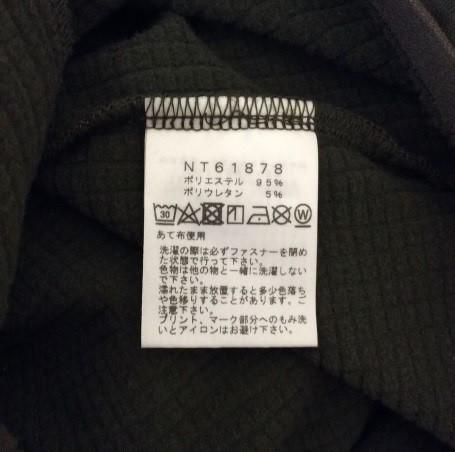 NT61878
ポリエステル 95%
ポリウレタン 5%
30 W
あて布使用
洗濯の際は必ずファスナーを閉め
た状態で行って下さい。
色物は他の物と一緒に洗濯しない
で下さい。
濡れたまま放置すると多少色落ち
や色移りすることがあります。ご
注意下さい。
プリント、マーク部分へのもみ洗
いとアイロンはお避け下さい。